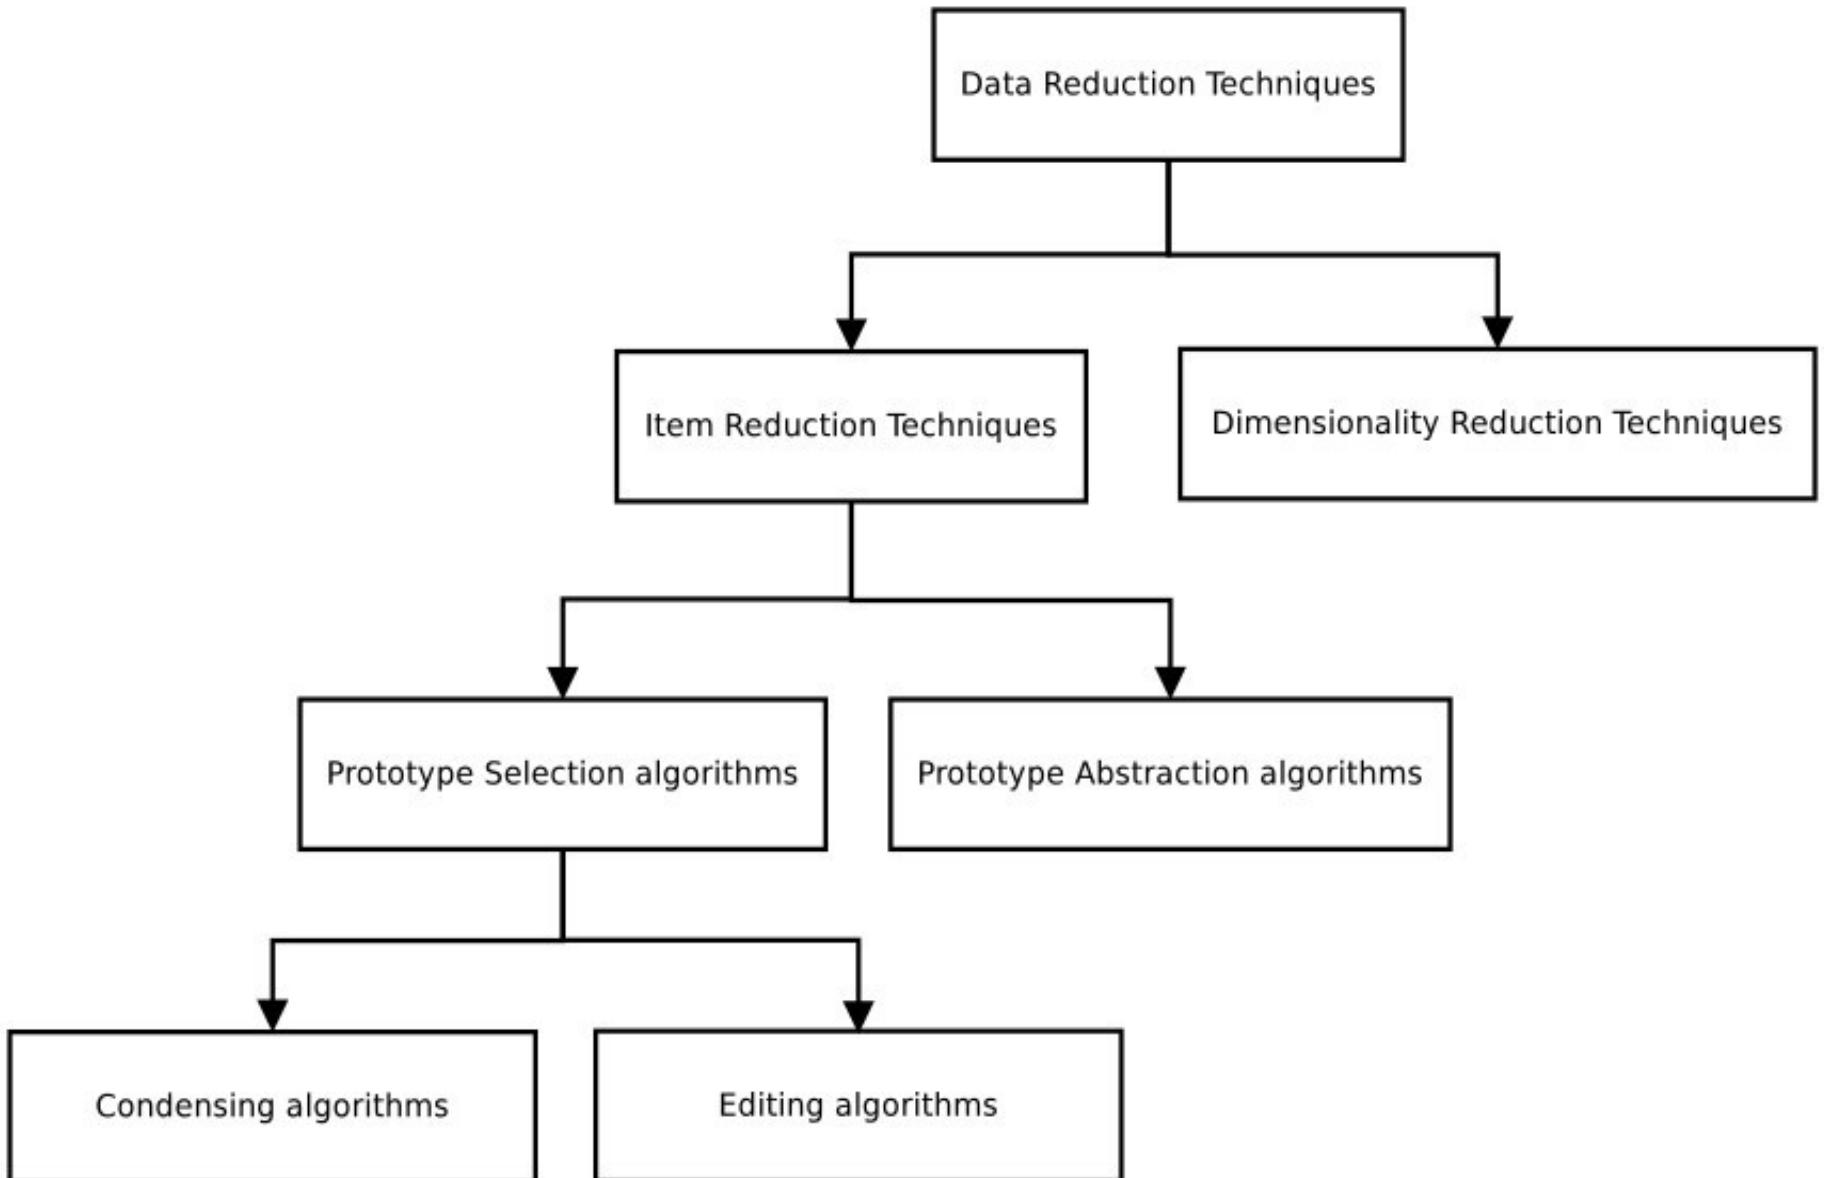 Data Reduction Techniques
Item Reduction Techniques
Dimensionality Reduction Techniques
Prototype Selection algorithms
Prototype Abstraction algorithms
Condensing algorithms
Editing algorithms